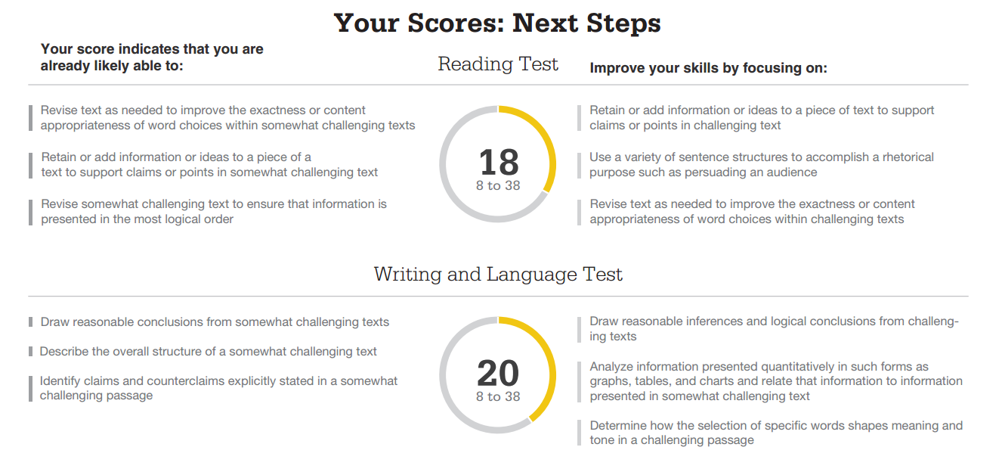 Your Scores: Next Steps
Your score indicates that you are
already likely able to:
Reading Test
Improve your skills by focusing on:
Revise text as needed to improve the exactness or content
appropriateness of word choices within somewhat challenging texts
Retain or add information or ideas to a piece of a
text to support claims or points in somewhat challenging text
Revise somewhat challenging text to ensure that information is
presented in the most logical order
18
8 to 38
Retain or add information or ideas to a piece of text to support
claims or points in challenging text
Use a variety of sentence structures to accomplish a rhetorical
purpose such as persuading an audience
Revise text as needed to improve the exactness or content
appropriateness of word choices within challenging texts
Writing and Language Test
Draw reasonable conclusions from somewhat challenging texts
Describe the overall structure of a somewhat challenging text
Identify claims and counterclaims explicitly stated in a somewhat
challenging passage
20
8 to 38
Draw reasonable inferences and logical conclusions from challeng-
ing texts
Analyze information presented quantitatively in such forms as
graphs, tables, and charts and relate that information to information
presented in somewhat challenging text
Determine how the selection of specific words shapes meaning and
tone in a challenging passage